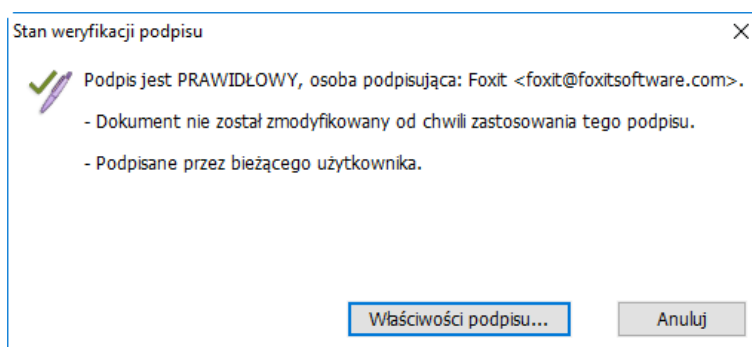 Stan weryfikacji podpisu
Podpis jest PRAWIDŁOWY, osoba podpisująca: Foxit <foxit@foxitsoftware.com>.
- Dokument nie został zmodyfikowany od chwili zastosowania tego podpisu.
- Podpisane przez bieżącego użytkownika.
Właściwości podpisu... Anuluj